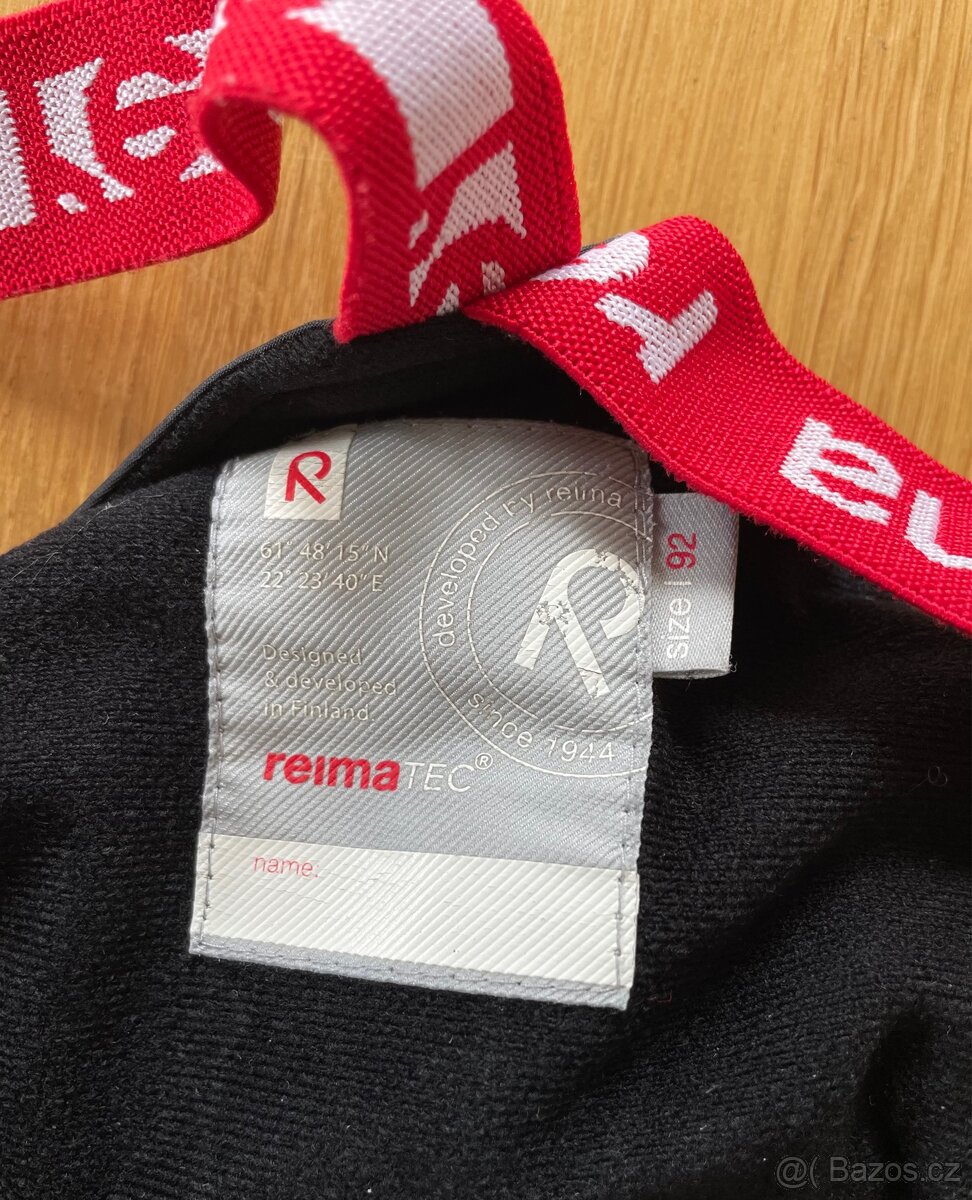 R
61° 48' 15" N
22° 23' 40" E
Designed
& developed
in Finland.
developed by reima
R
since 1944
size | 92
reimaTEC®
name:
@( Bazos.cz